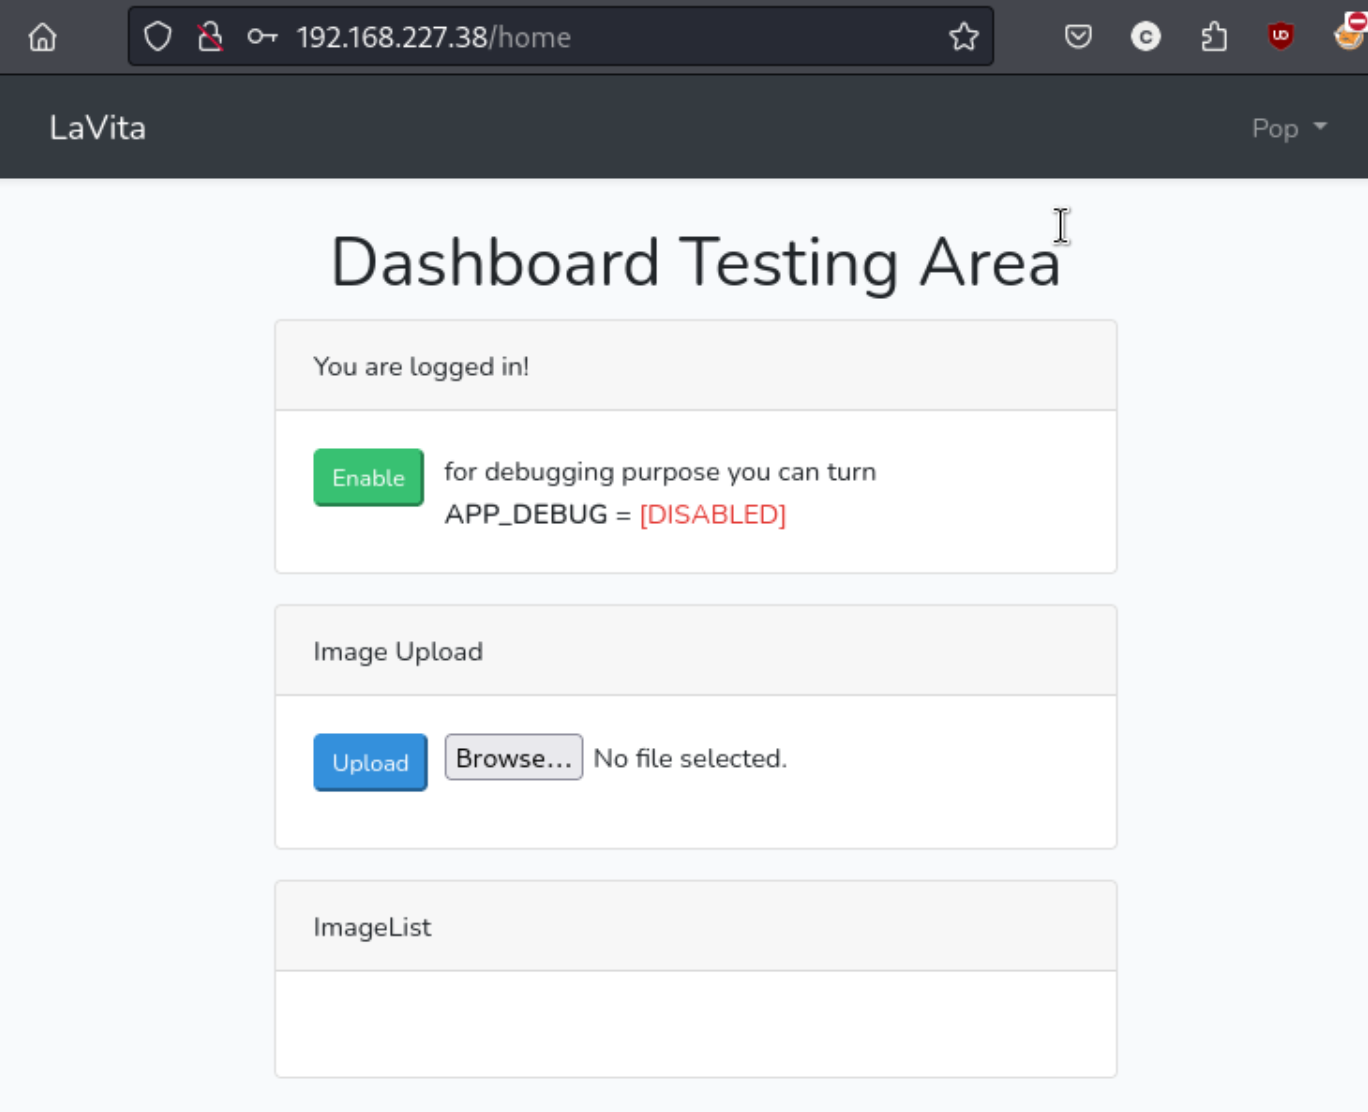 192.168.227.38/home
LaVita
Pop
Dashboard Testing Area
You are logged in!
Enable for debugging purpose you can turn
APP_DEBUG = [DISABLED]
Image Upload
Upload Browse... No file selected.
ImageList